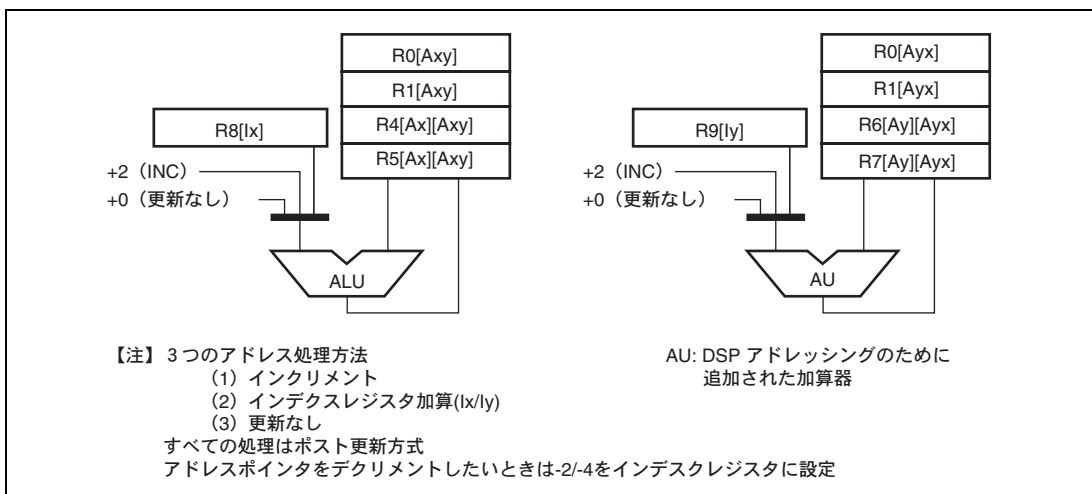 R0[Axy]
R1[Axy]
R4[Ax][Axy]
R5[Ax][Axy]
R8[Ix]
+2（INC）
+0（更新なし）
ALU
R0[Ayx]
R1[Ayx]
R6[Ay][Ayx]
R7[Ay][Ayx]
R9[Iy]
+2（INC）
+0（更新なし）
AU
【注】 3 つのアドレス処理方法
（1）インクリメント
（2）インデクスレジスタ加算(Ix/Iy)
（3）更新なし
すべての処理はポスト更新方式
アドレスポインタをデクリメントしたいときは-2/-4をインデスクレジスタに設定
AU: DSP アドレッシングのために
追加された加算器